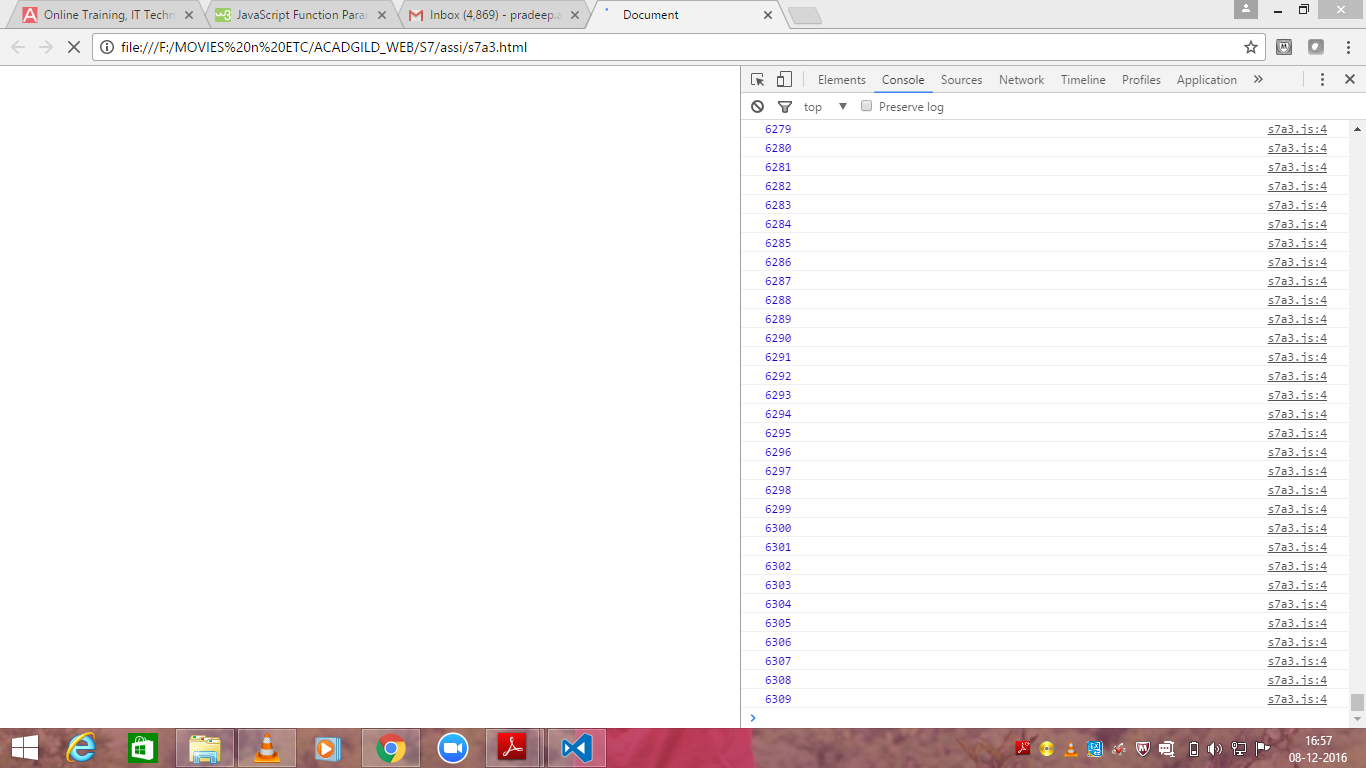 Online Training, IT Techn
JavaScript Function Parar
Inbox (4,869) - pradeep.a
Document
file:///F:/MOVIES%20n%20ETC/ACADGILD_WEB/S7/assi/s7a3.html
Elements Console Sources Network Timeline Profiles Application »
top Preserve log
6279 s7a3.js:4
6280 s7a3.js:4
6281 s7a3.js:4
6282 s7a3.js:4
6283 s7a3.js:4
6284 s7a3.js:4
6285 s7a3.js:4
6286 s7a3.js:4
6287 s7a3.js:4
6288 s7a3.js:4
6289 s7a3.js:4
6290 s7a3.js:4
6291 s7a3.js:4
6292 s7a3.js:4
6293 s7a3.js:4
6294 s7a3.js:4
6295 s7a3.js:4
6296 s7a3.js:4
6297 s7a3.js:4
6298 s7a3.js:4
6299 s7a3.js:4
6300 s7a3.js:4
6301 s7a3.js:4
6302 s7a3.js:4
6303 s7a3.js:4
6304 s7a3.js:4
6305 s7a3.js:4
6306 s7a3.js:4
6307 s7a3.js:4
6308 s7a3.js:4
6309 s7a3.js:4
16:57
08-12-2016